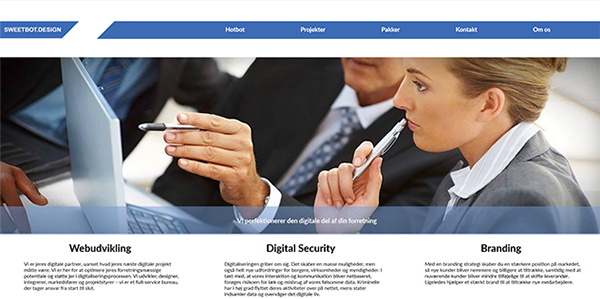 SWEETBOT.DESIGN
Hotbot
Projekter
Pakker
Kontakt
Om os
Vi perfektionerer den digitale del af din forretning
Webudvikling
Vi er jeres digitale partner, uanset hvad jeres næste digitale projekt
måtte være. Vi er her for at optimere jeres forretningsmæssige
potentiale og støtte jer i digitaliseringsprocessen. Vi udvikler, designer,
integrerer, markedsfører og projektstyrer – vi er et full-service bureau,
der tager ansvar fra start til slut.
Digital Security
Digitaliseringen griber om sig. Det skaber en masse muligheder, men
også helt nye udfordringer for borgere, virksomheder og myndigheder. I
takt med, at vores interaktion og kommunikation bliver netbaseret,
forøges risikoen for læk og misbrug af vores følsomme data. Kriminelle
har i høj grad flyttet deres aktiviteter over på nettet, mens stater
indsamler data og overvåger det digitale liv.
Branding
Med en branding strategi skaber du en stærkere position på markedet,
så nye kunder bliver nemmere og billigere at tiltrække, samtidig med at
nuværende kunder bliver mindre tilføjelige til at skifte leverandør.
Ligeledes hjælper et stærkt brand til at tiltrække nye medarbejdere.